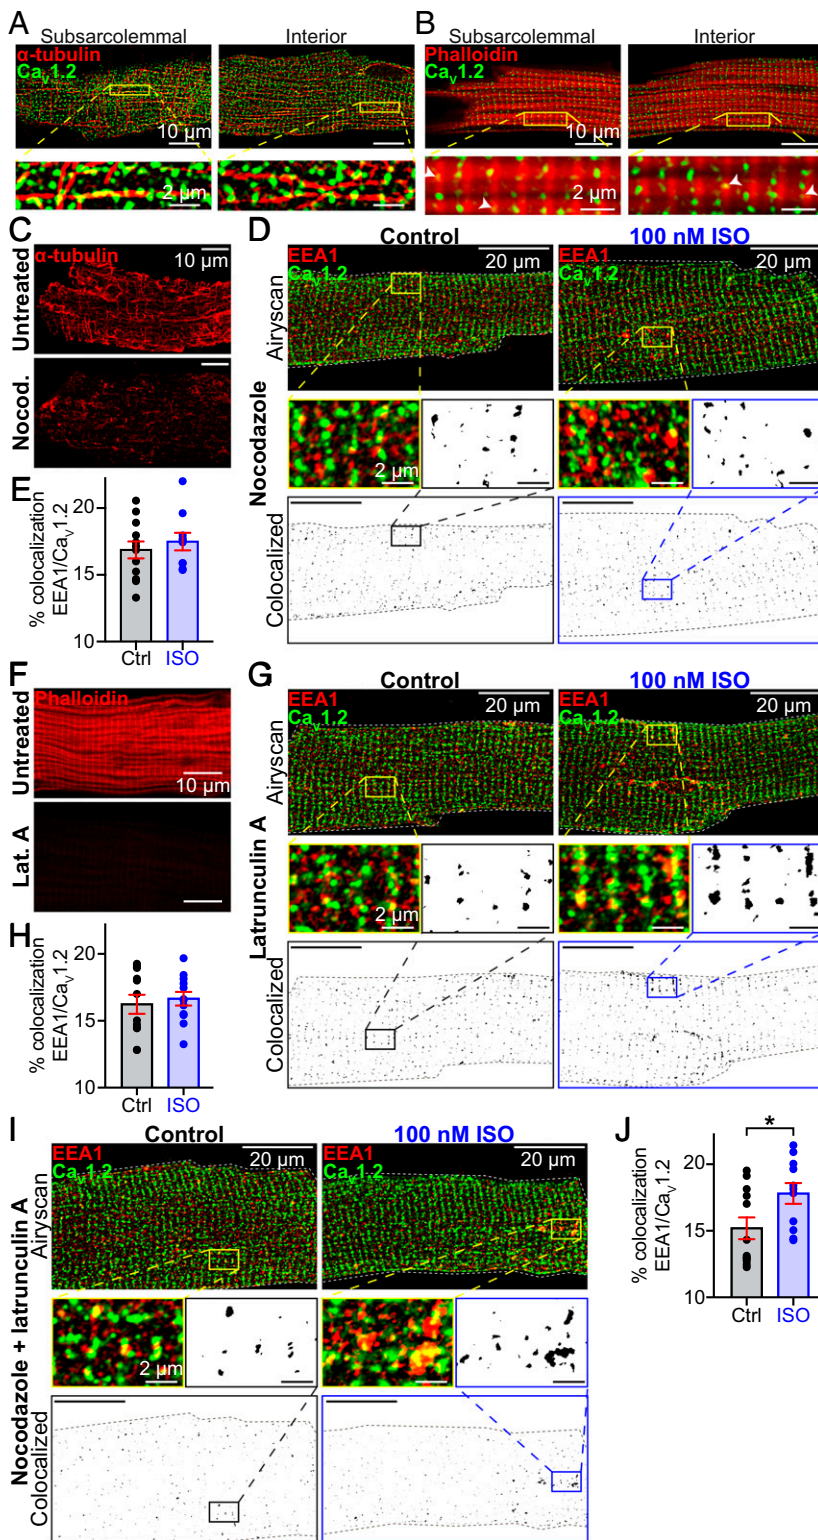 A
Subsarcolemmal
Interior
α-tubulin
CaV1.2
10 µm
2 µm
B
Subsarcolemmal
Interior
Phalloidin
CaV1.2
10 µm
2 µm
C
α-tubulin
10 µm
Untreated
Nocod.
D
Control
100 nM ISO
EEA1
CaV1.2
20 µm
EEA1
CaV1.2
20 µm
Airyscan
2 µm
Nocodazole
Colocalized
E
% colocalization
EEA1/CaV1.2
20
15
10
Ctrl
ISO
F
Phalloidin
10 µm
Untreated
Lat. A
G
Control
100 nM ISO
EEA1
CaV1.2
20 µm
EEA1
CaV1.2
20 µm
Airyscan
2 µm
Latrunculin A
Colocalized
H
% colocalization
EEA1/CaV1.2
20
15
10
Ctrl
ISO
I
Control
100 nM ISO
EEA1
CaV1.2
20 µm
EEA1
CaV1.2
20 µm
Airyscan
2 µm
Nocodazole + latrunculin A
Colocalized
J
*
% colocalization
EEA1/CaV1.2
20
15
10
Ctrl
ISO